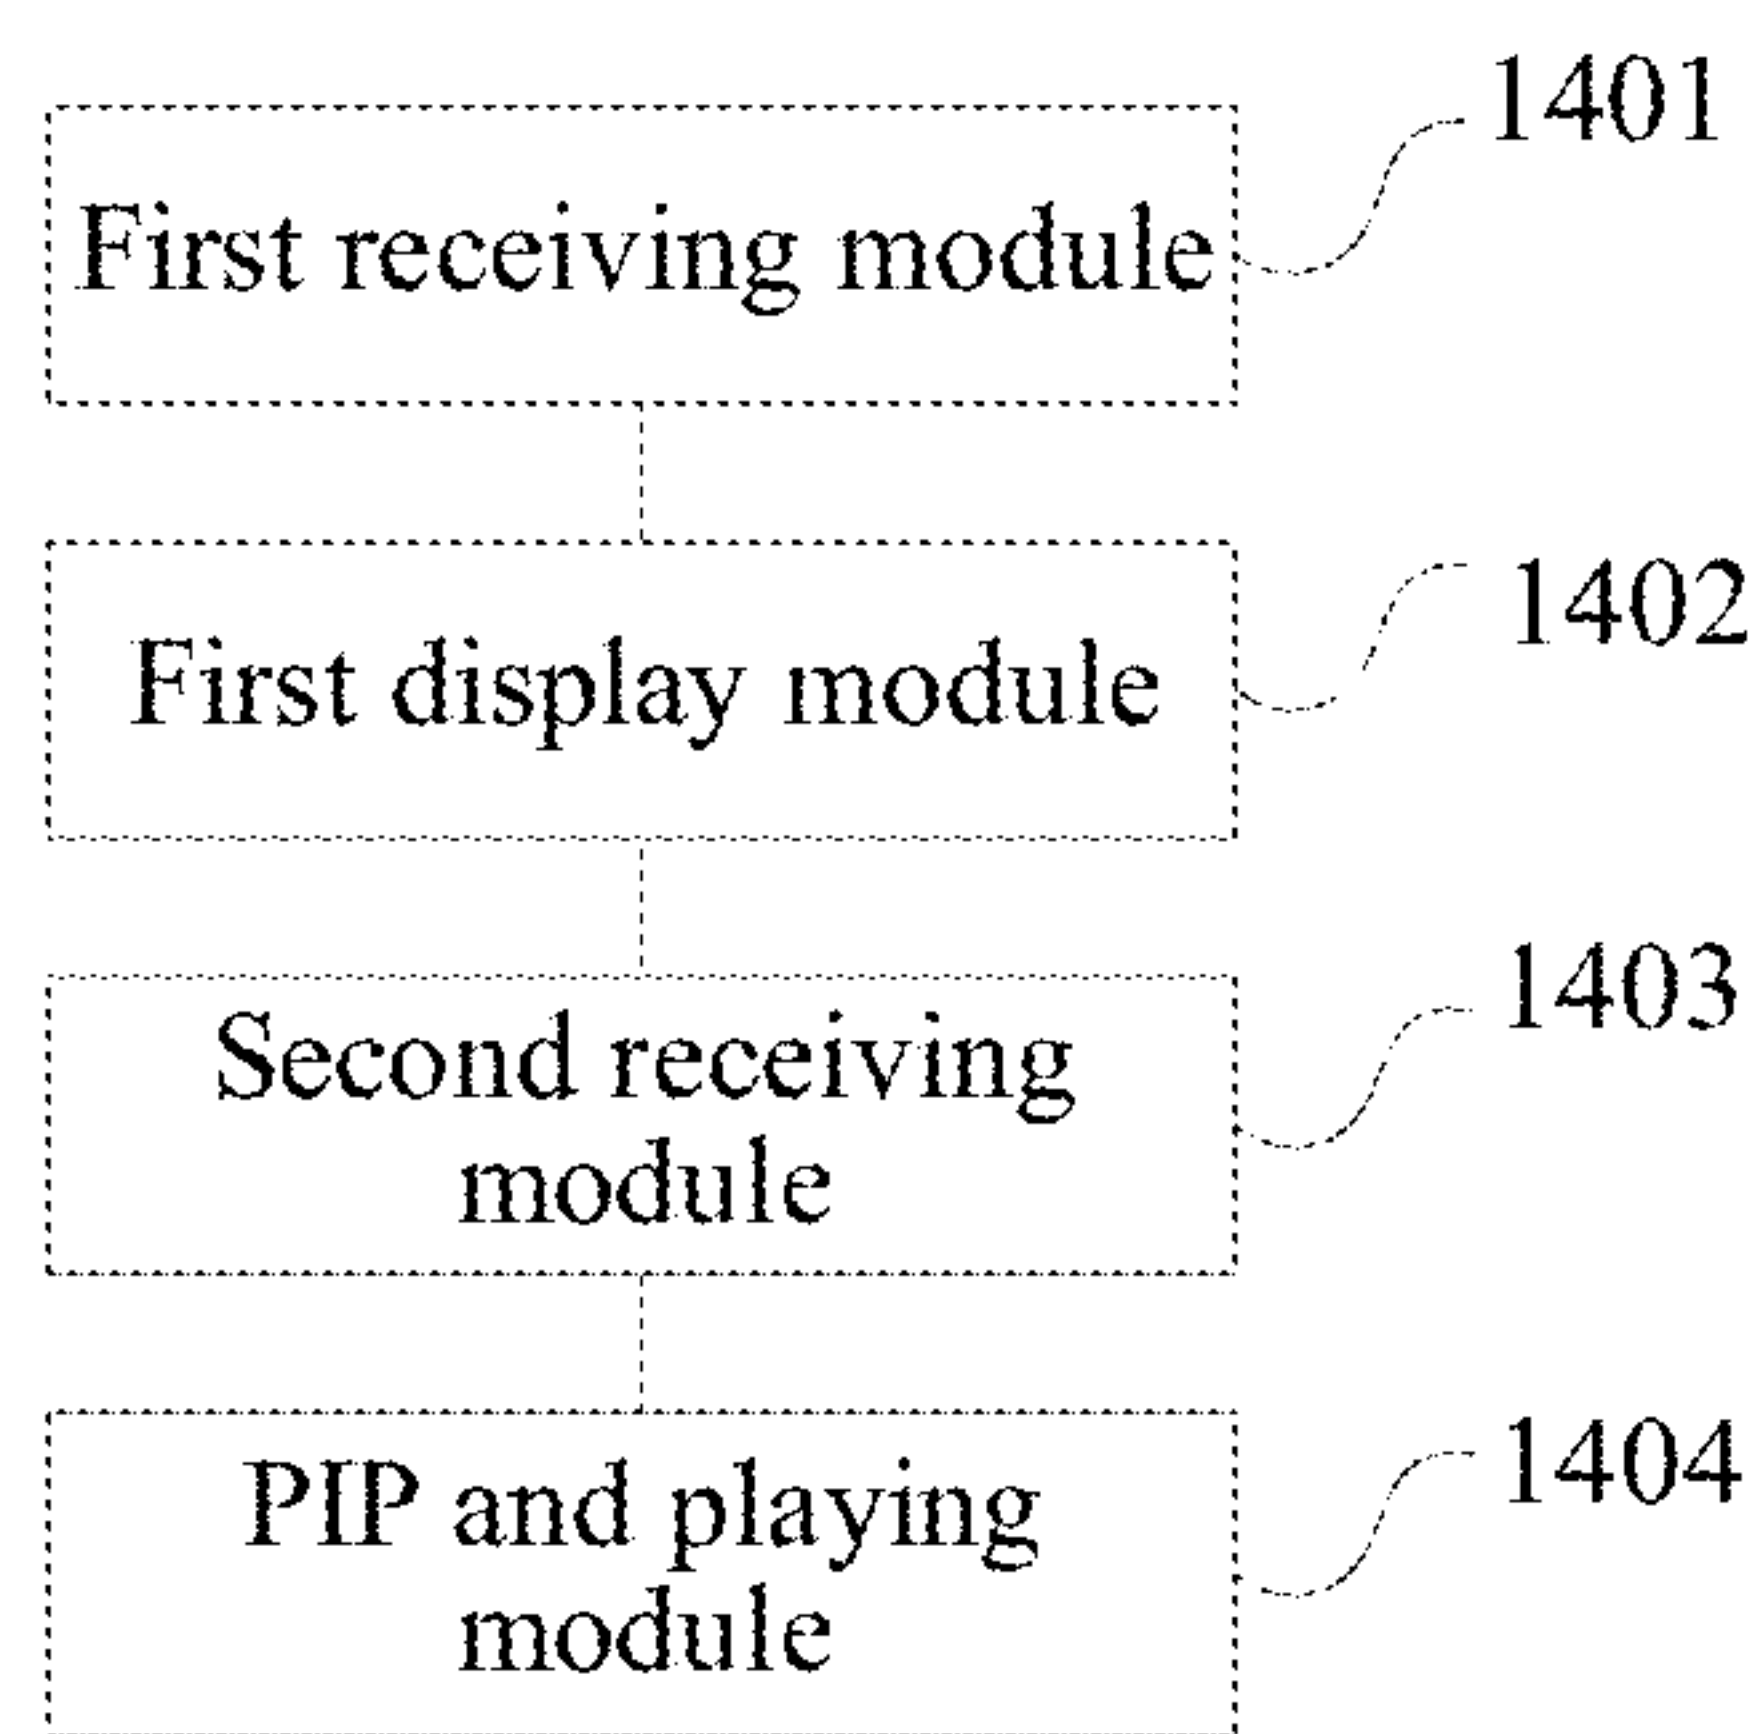 1401
First receiving module
1402
First display module
1403
Second receiving
module
1404
PIP and playing
module